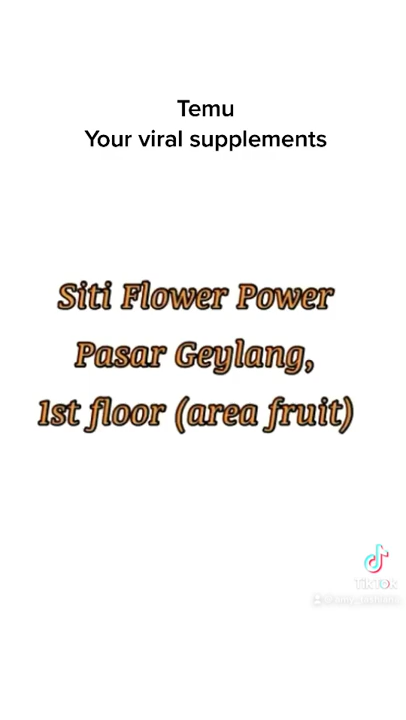 Temu
Your viral supplements
Siti Flower Power
Pasar Geylang,
1st floor (area fruit)
TikTok